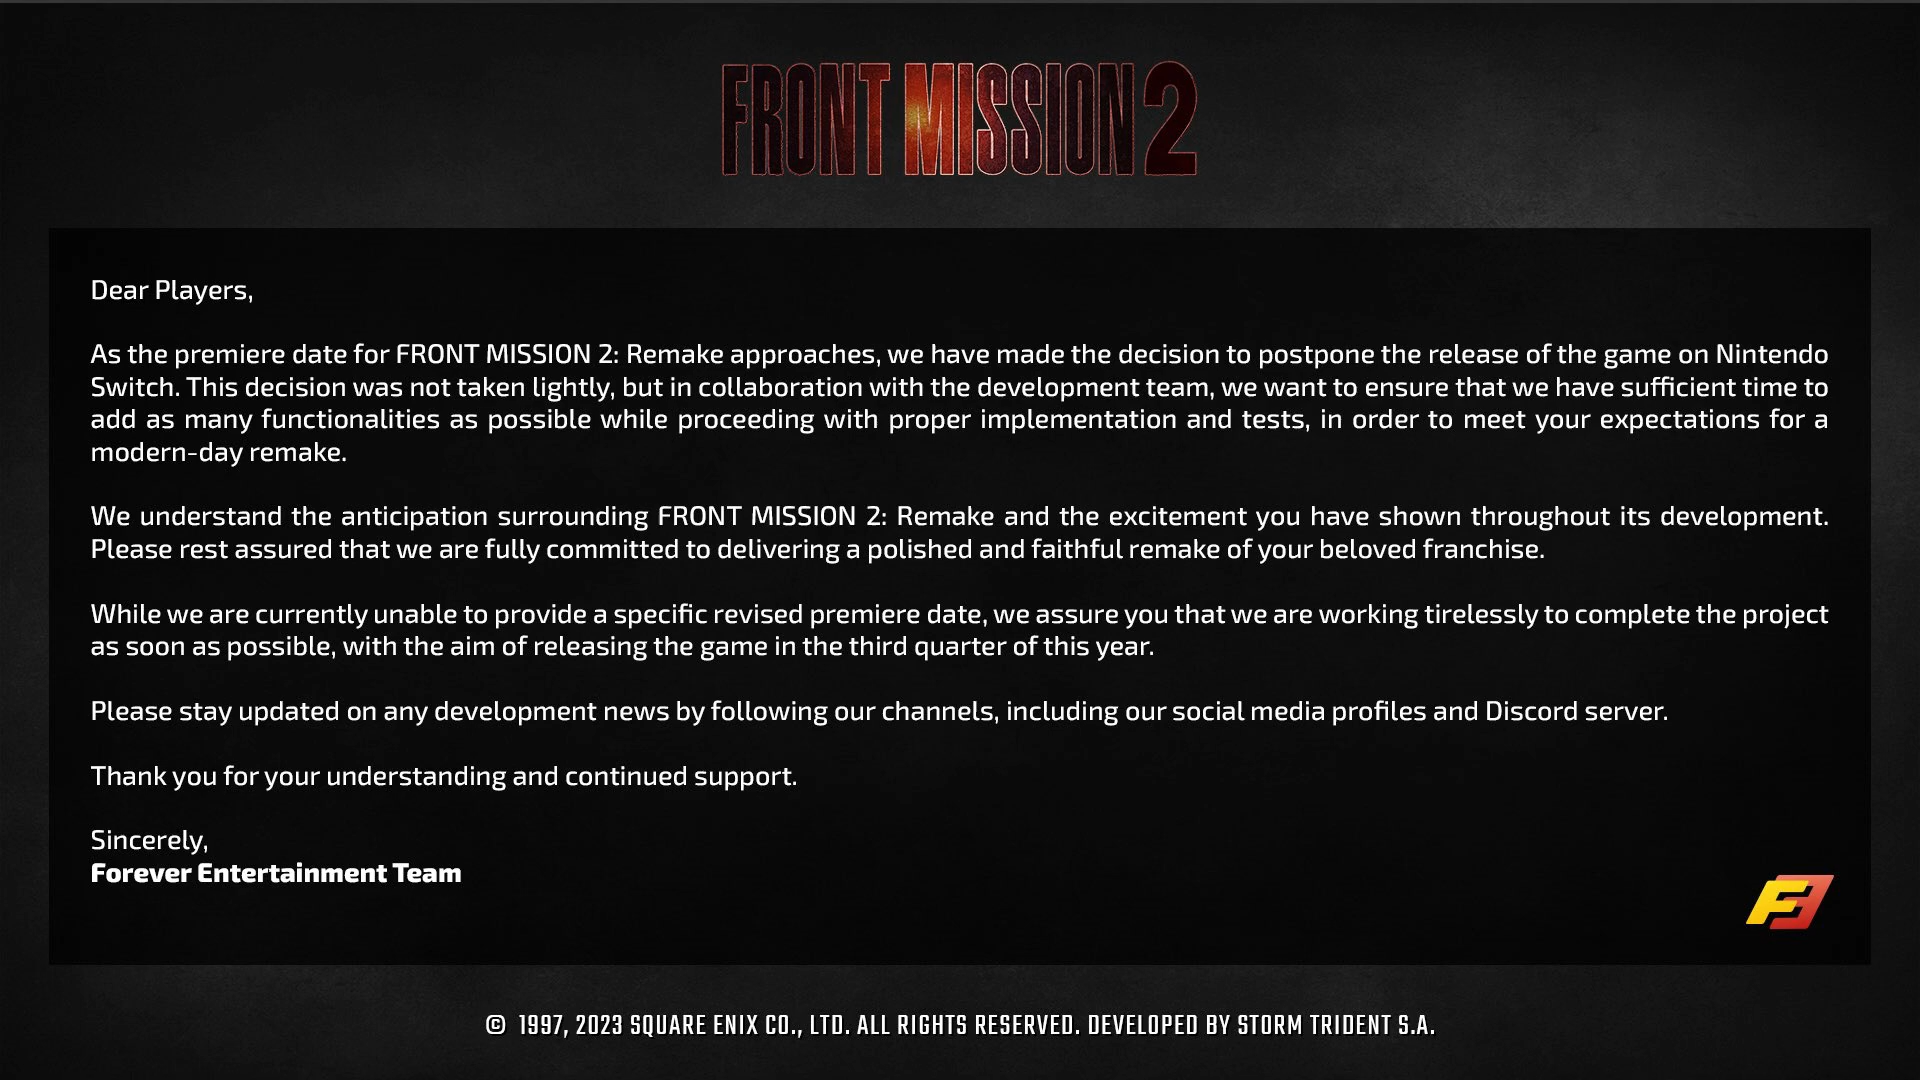 FRONT MISSION 2
Dear Players,
As the premiere date for FRONT MISSION 2: Remake approaches, we have made the decision to postpone the release of the game on Nintendo
Switch. This decision was not taken lightly, but in collaboration with the development team, we want to ensure that we have sufficient time to
add as many functionalities as possible while proceeding with proper implementation and tests, in order to meet your expectations for a
modern-day remake.
We understand the anticipation surrounding FRONT MISSION 2: Remake and the excitement you have shown throughout its development.
Please rest assured that we are fully committed to delivering a polished and faithful remake of your beloved franchise.
While we are currently unable to provide a specific revised premiere date, we assure you that we are working tirelessly to complete the project
as soon as possible, with the aim of releasing the game in the third quarter of this year.
Please stay updated on any development news by following our channels, including our social media profiles and Discord server.
Thank you for your understanding and continued support.
Sincerely,
Forever Entertainment Team
© 1997, 2023 SQUARE ENIX CO., LTD. ALL RIGHTS RESERVED. DEVELOPED BY STORM TRIDENT S.A.